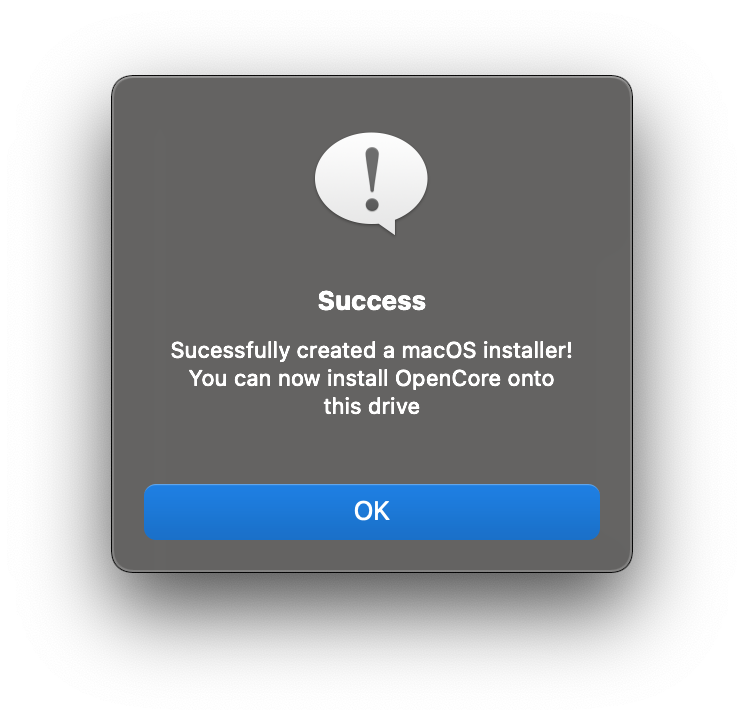 Success
Sucessfully created a macOS installer!
You can now install OpenCore onto
this drive
OK